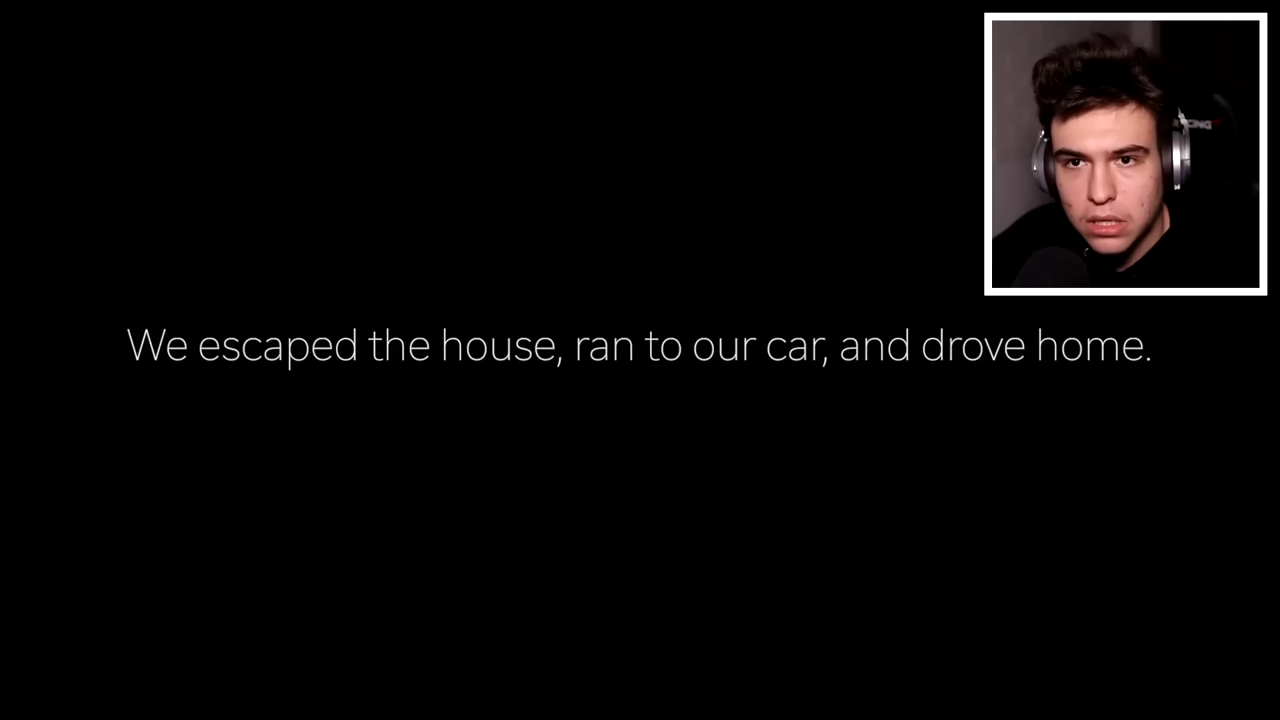 We escaped the house, ran to our car, and drove home.